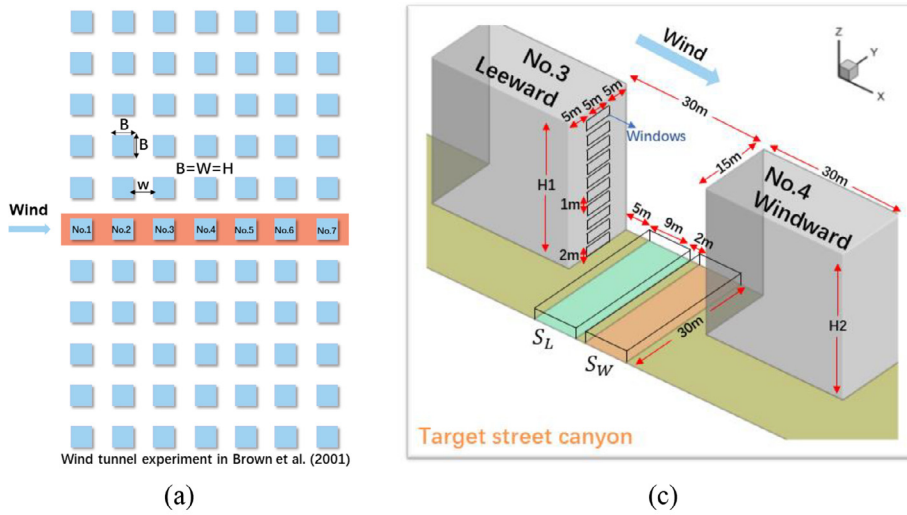 B
B
B=W=H
w
Wind
No.1 No.2 No.3 No.4 No.5 No.6 No.7
Wind tunnel experiment in Brown et al. (2001)
(a)
Wind
Z
Y
X
No.3
Leeward
5m 5m 5m
Windows
30m
15m
30m
No.4
Windward
H1
1m
2m
5m
9m
2m
30m
H2
S_L
S_W
Target street canyon
(c)